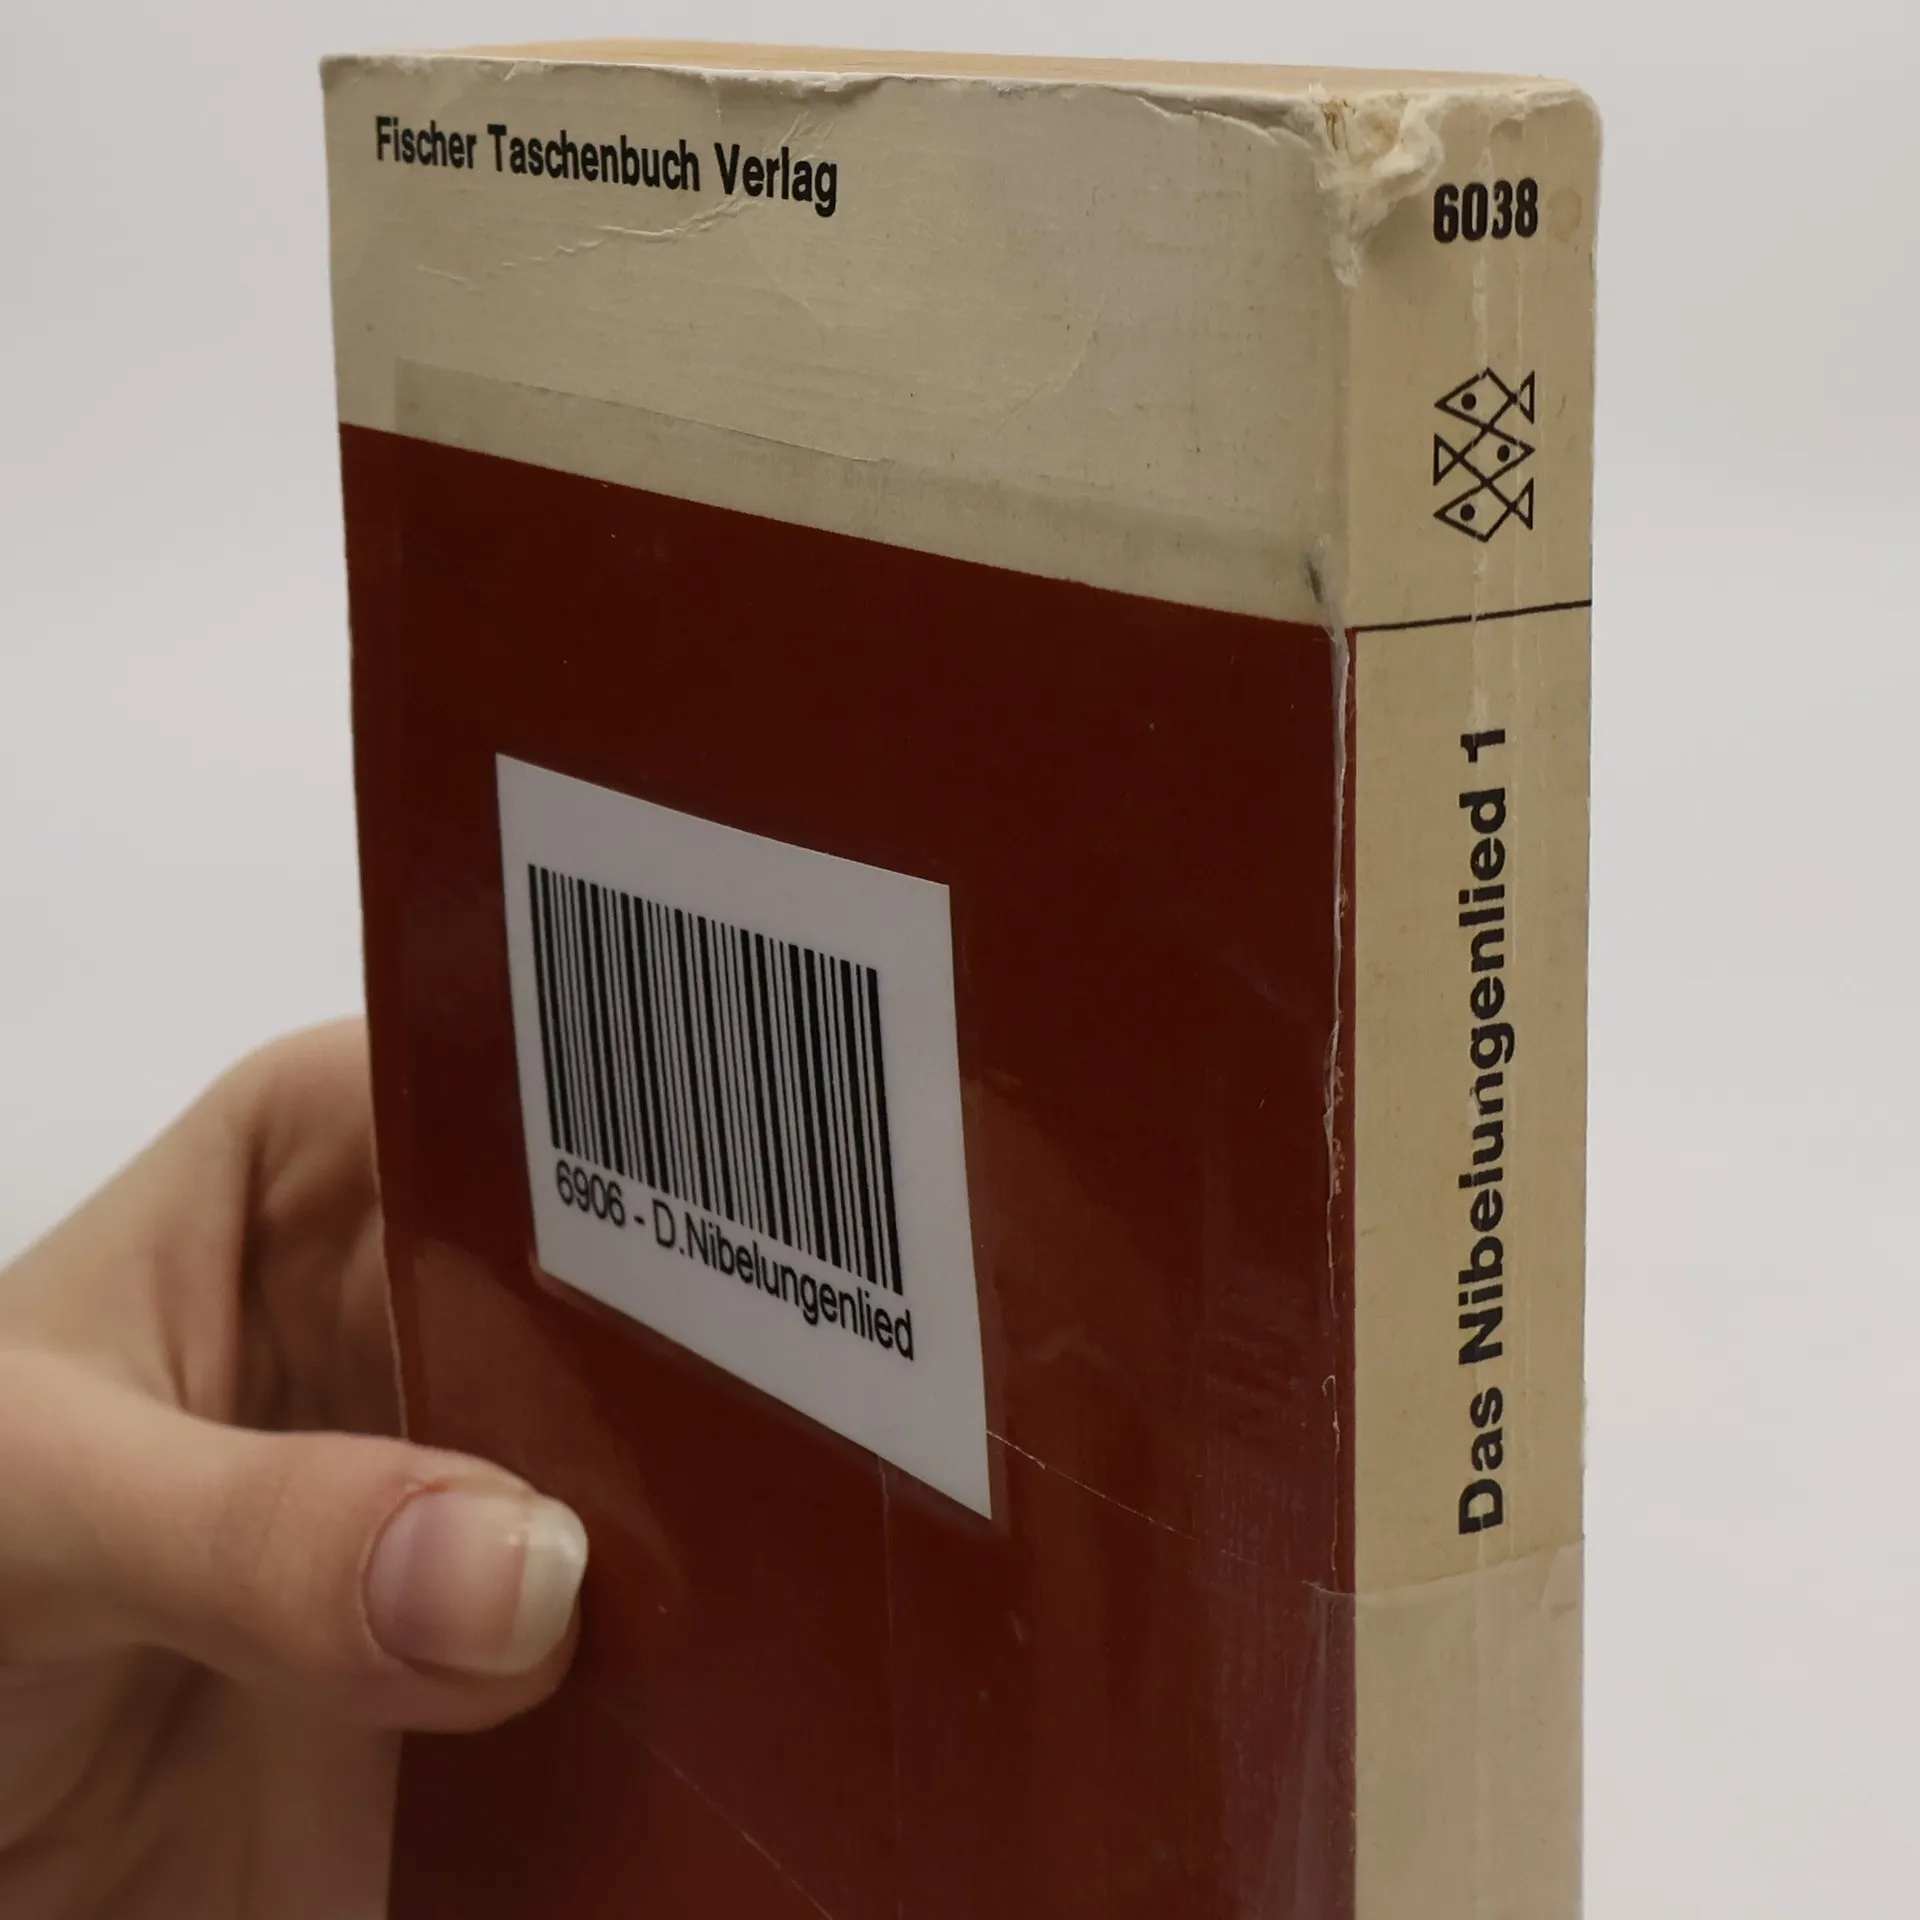 Fischer Taschenbuch Verlag
6038
Das Nibelungenlied 1
6906 - D.Nibelungenlied